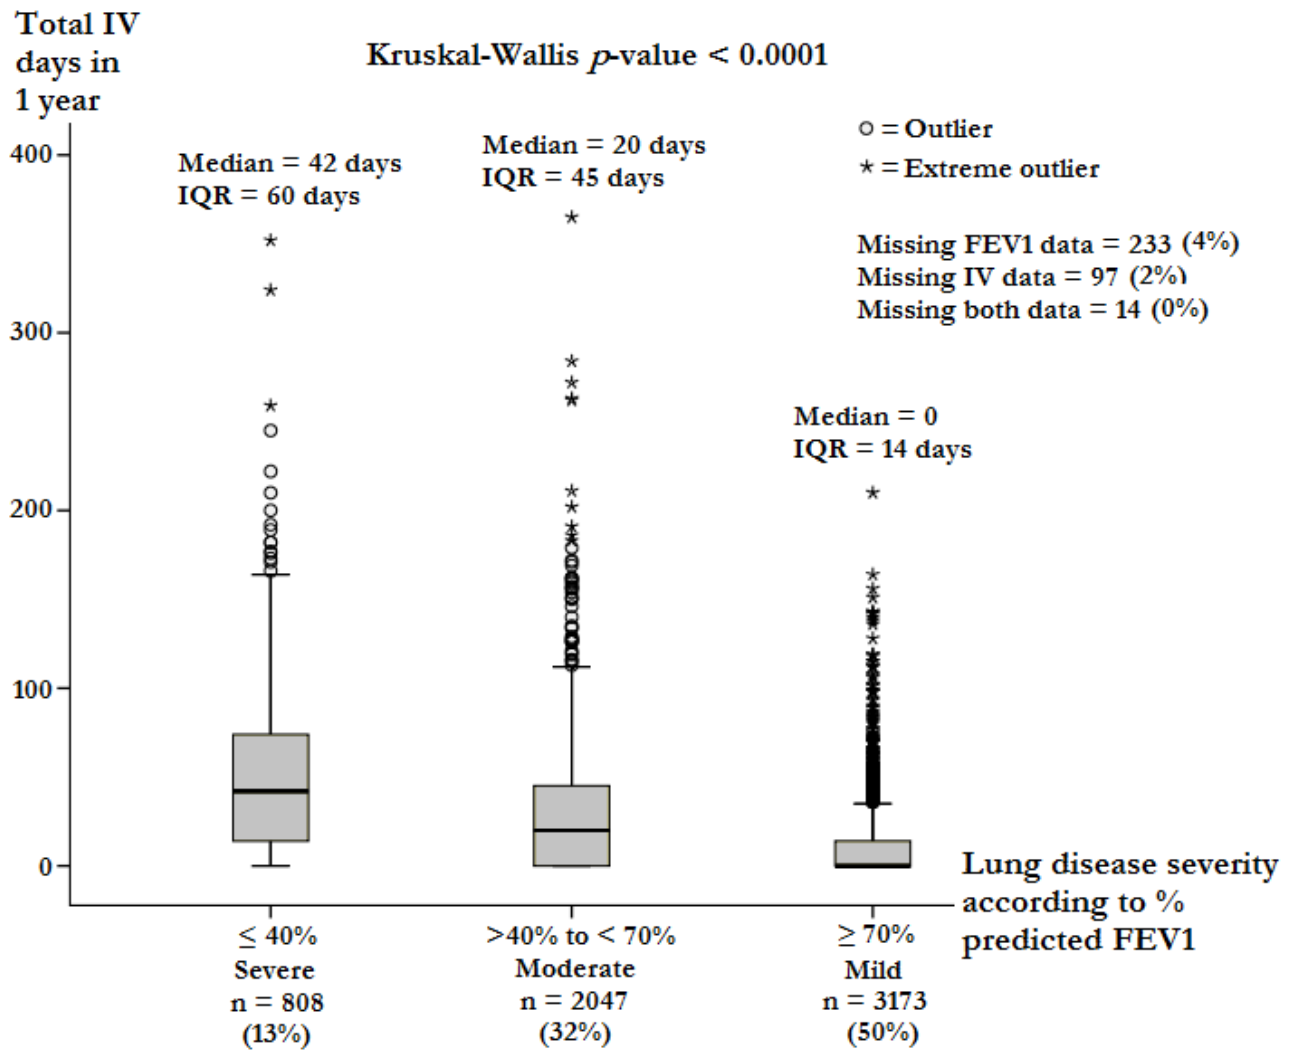 Total IV
days in
1 year
Kruskal-Wallis p-value < 0.0001
400
300
200
100
0
Median = 42 days
IQR = 60 days
Median = 20 days
IQR = 45 days
Median = 0
IQR = 14 days
o = Outlier
* = Extreme outlier
Missing FEV1 data = 233 (4%)
Missing IV data = 97 (2%)
Missing both data = 14 (0%)
≤ 40%
Severe
n = 808
(13%)
>40% to < 70%
Moderate
n = 2047
(32%)
≥ 70%
Mild
n = 3173
(50%)
Lung disease severity
according to %
predicted FEV1